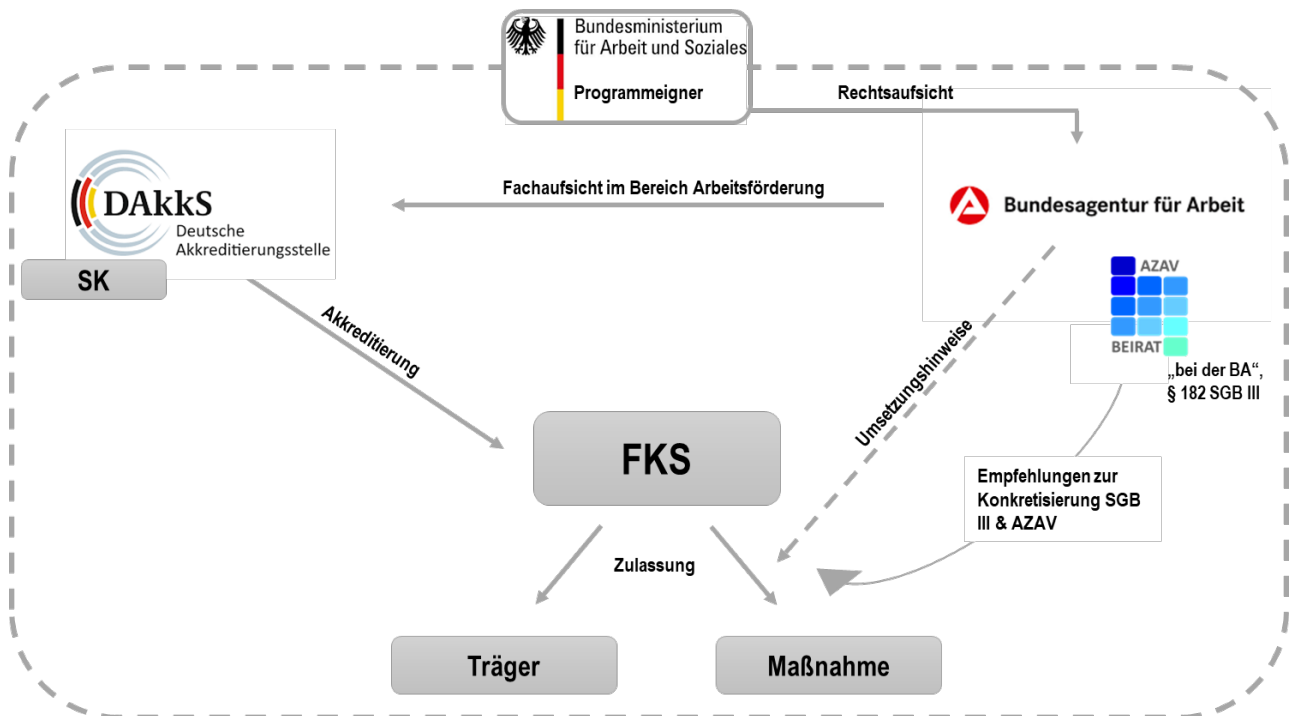 Bundesministerium
für Arbeit und Soziales
Programmeigner
Rechtsaufsicht
DAkkS
Deutsche
Akkreditierungsstelle
SK
Fachaufsicht im Bereich Arbeitsförderung
Bundesagentur für Arbeit
AZAV
BEIRAT
„bei der BA“,
§ 182 SGB III
Akkreditierung
Umsetzungshinweise
FKS
Empfehlungen zur
Konkretisierung SGB
III & AZAV
Zulassung
Träger
Maßnahme